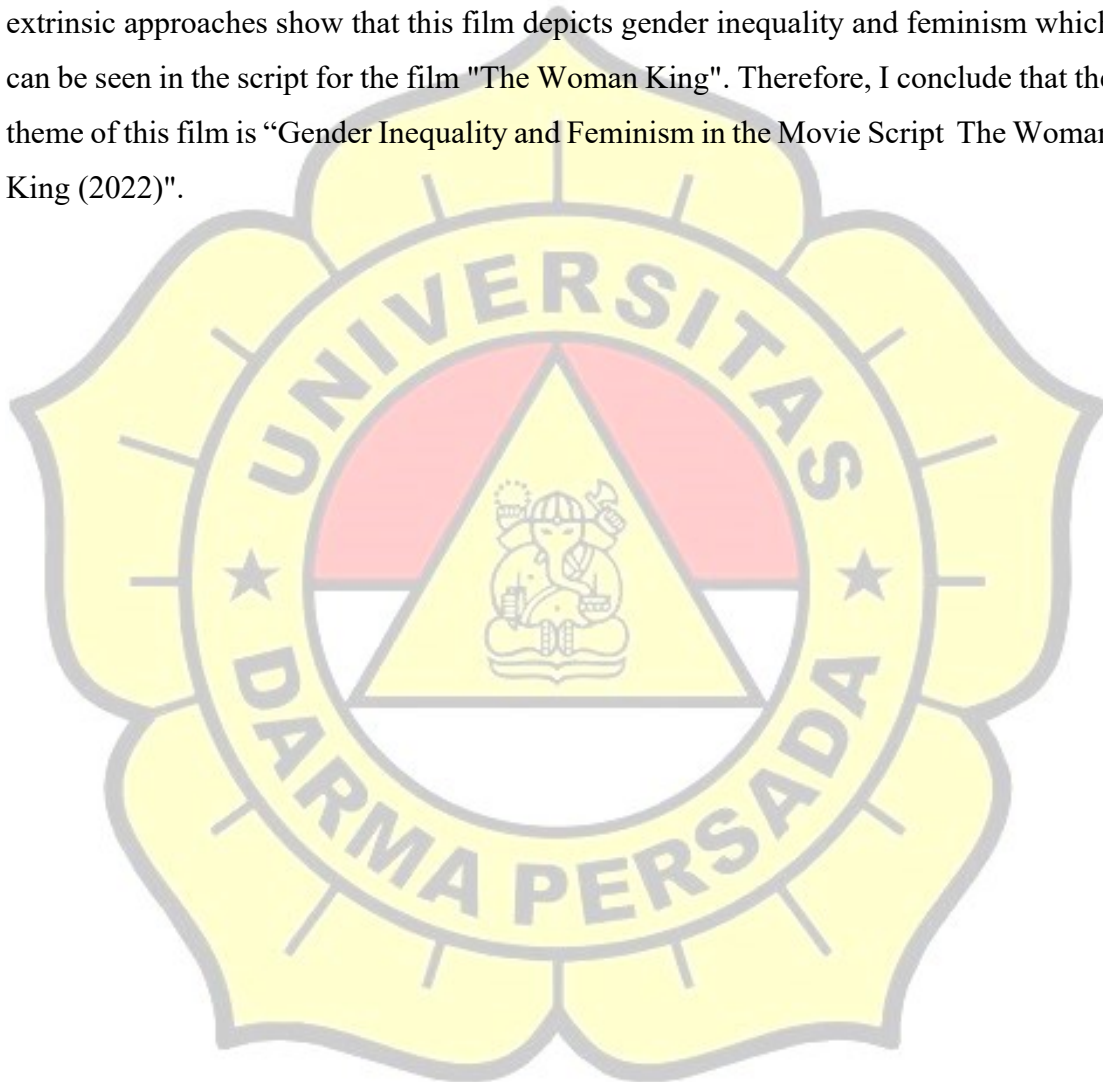 extrinsic approaches show that this film depicts gender inequality and feminism which
can be seen in the script for the film "The Woman King". Therefore, I conclude that the
theme of this film is “Gender Inequality and Feminism in the Movie Script The Woman
King (2022)".
UNIVERSITAS
DARMA PERSADA